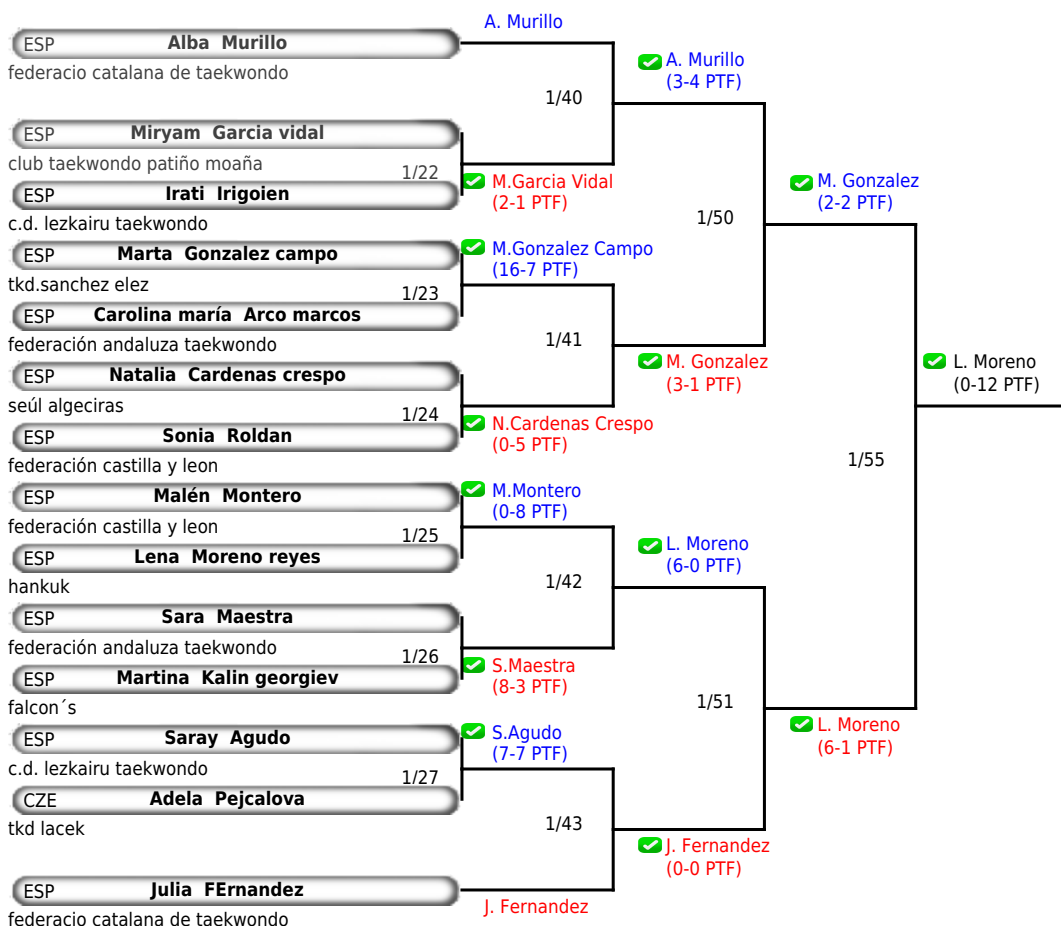 A. Murillo
ESP Alba Murillo
federacio catalana de taekwondo
A. Murillo
(3-4 PTF)
1/40
ESP Miryam Garcia vidal
club taekwondo patiño moaña
1/22
M.Garcia Vidal
(2-1 PTF)
ESP Irati Irigoien
c.d. lezkairu taekwondo
M. Gonzalez
(2-2 PTF)
1/50
ESP Marta Gonzalez campo
M.Gonzalez Campo
(16-7 PTF)
tkd.sanchez elez
1/23
ESP Carolina maría Arco marcos
federación andaluza taekwondo
1/41
M. Gonzalez
(3-1 PTF)
L. Moreno
(0-12 PTF)
ESP Natalia Cardenas crespo
seúl algeciras
1/24
N.Cardenas Crespo
(0-5 PTF)
ESP Sonia Roldan
federación castilla y leon
1/55
ESP Malén Montero
M.Montero
(0-8 PTF)
federación castilla y leon
1/25
L. Moreno
(6-0 PTF)
ESP Lena Moreno reyes
hankuk
1/42
ESP Sara Maestra
federación andaluza taekwondo
1/26
S.Maestra
(8-3 PTF)
ESP Martina Kalin georgiev
falcon´s
1/51
L. Moreno
(6-1 PTF)
ESP Saray Agudo
S.Agudo
(7-7 PTF)
c.d. lezkairu taekwondo
1/27
CZE Adela Pejcalova
tkd lacek
1/43
J. Fernandez
(0-0 PTF)
ESP Julia FErnandez
J. Fernandez
federacio catalana de taekwondo